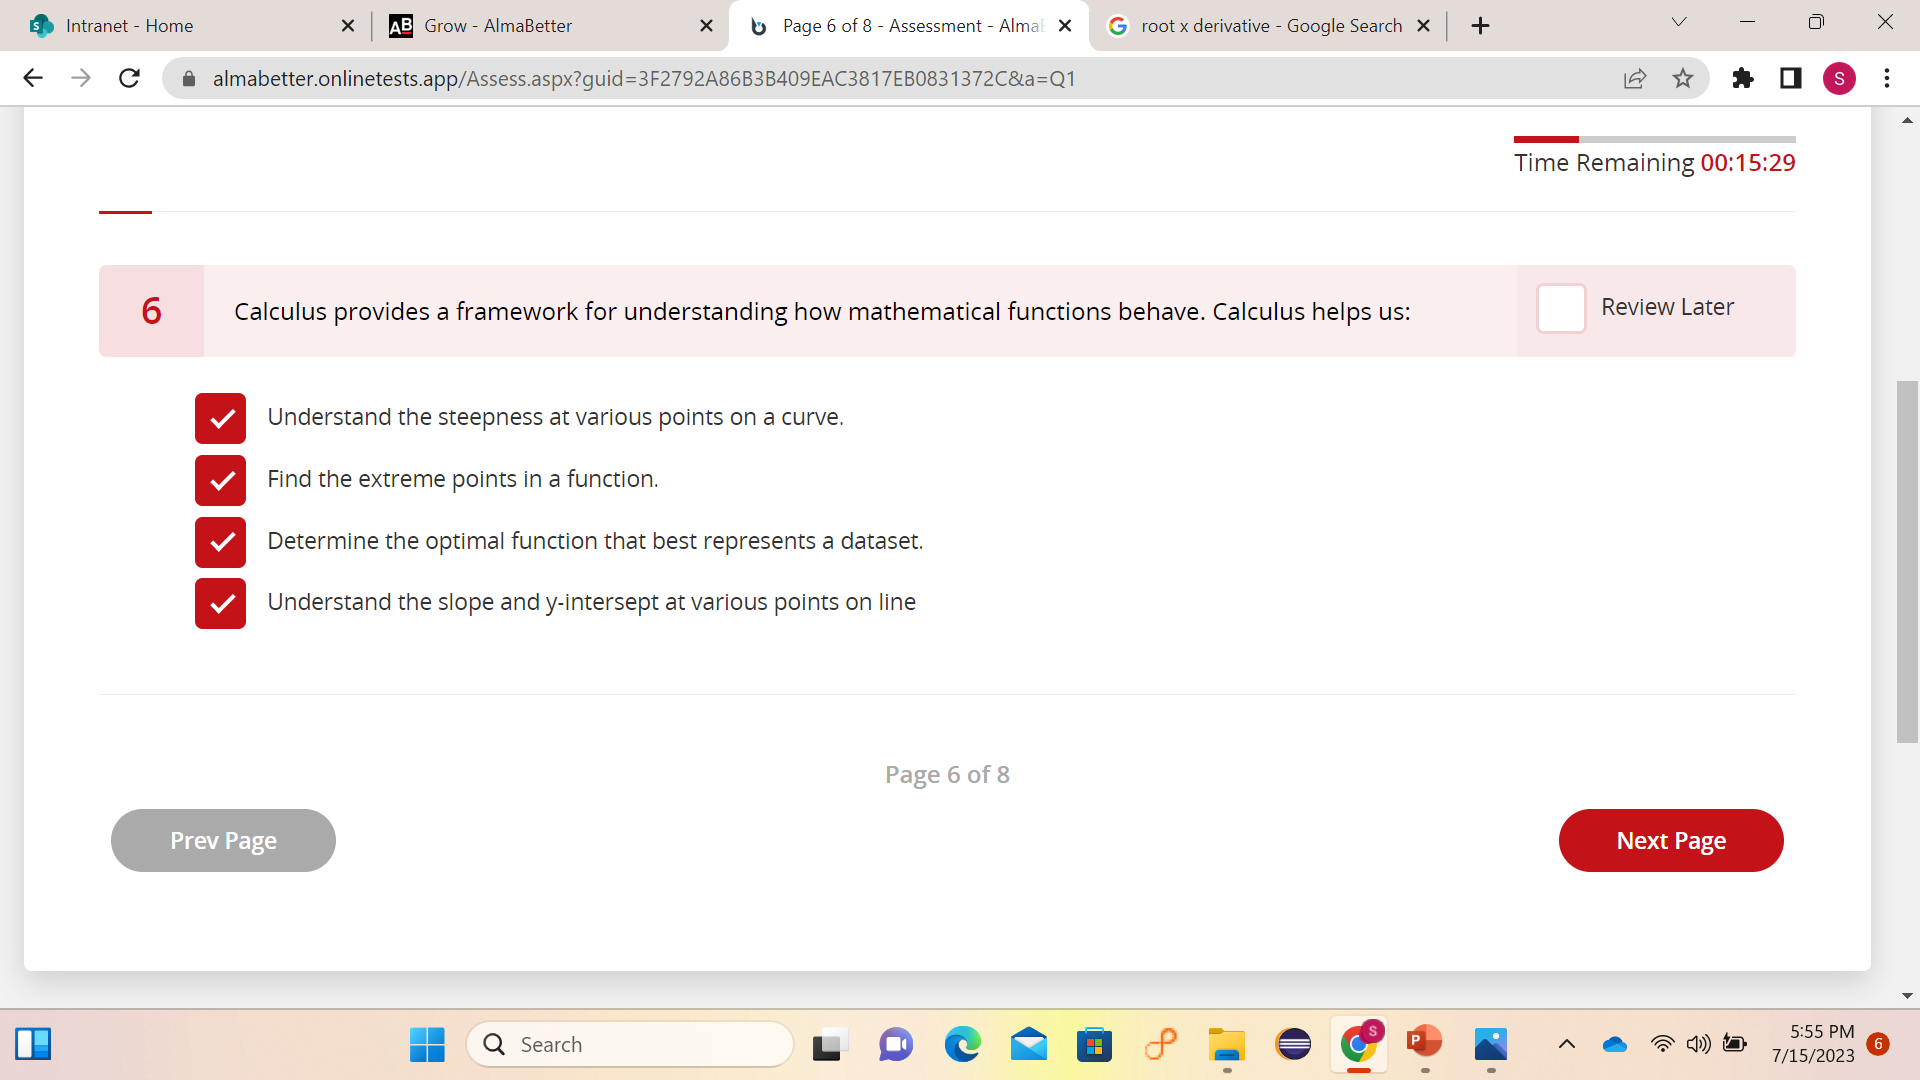 Intranet - Home
AB
Grow - AlmaBetter
Page 6 of 8 - Assessment - Alma
root x derivative - Google Search
almabetter.onlinetests.app/Assess.aspx?guid=3F2792A86B3B409EAC3817EB0831372C&a=Q1
S
Time Remaining 00:15:29
6
Calculus provides a framework for understanding how mathematical functions behave. Calculus helps us:
Review Later
Understand the steepness at various points on a curve.
Find the extreme points in a function.
Determine the optimal function that best represents a dataset.
Understand the slope and y-intersept at various points on line
Page 6 of 8
Prev Page
Next Page
Search
S
P
5:55 PM
7/15/2023
6